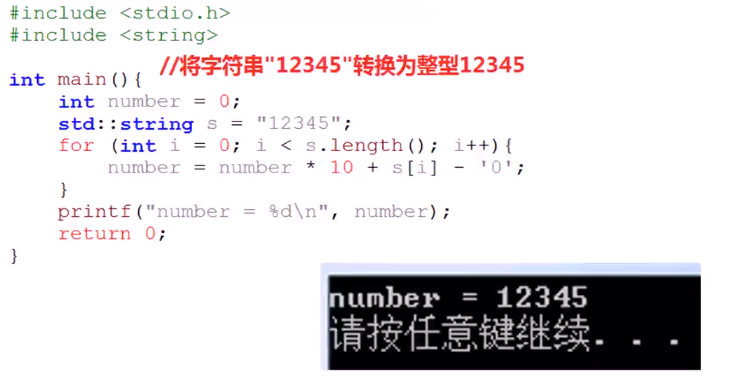 #include <stdio.h>
#include <string>
//将字符串"12345"转换为整型12345
int main(){
int number = 0;
std::string s = "12345";
for (int i = 0; i < s.length(); i++){
number = number * 10 + s[i] - '0';
}
printf("number = %d\n", number);
return 0;
}
number = 12345
请按任意键继续. . .